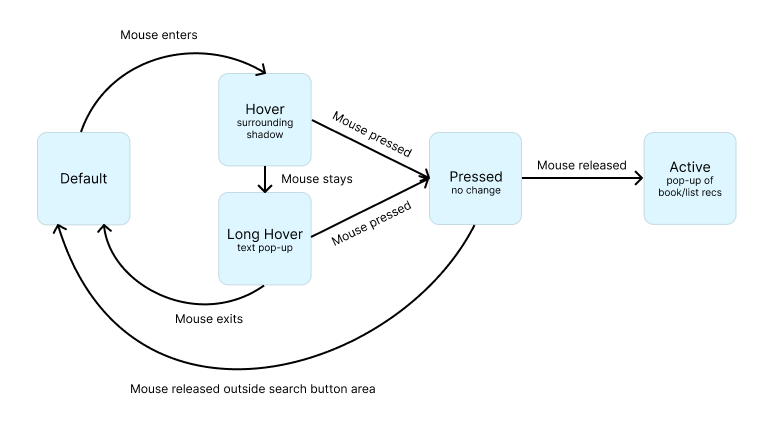 Mouse enters
Hover
surrounding
shadow
Mouse pressed
Default
Mouse stays
Pressed
no change
Mouse released
Active
pop-up of
book/list recs
Long Hover
text pop-up
Mouse pressed
Mouse exits
Mouse released outside search button area